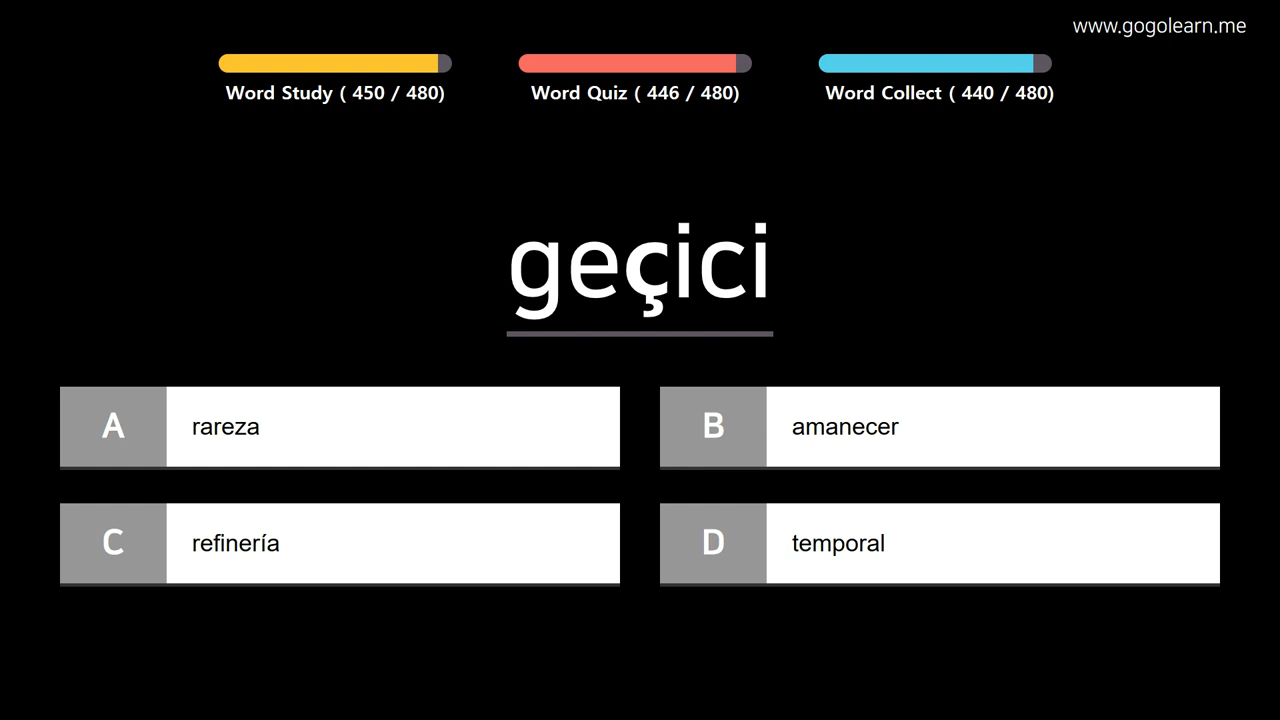 www.gogolearn.me
Word Study ( 450 / 480)
Word Quiz ( 446 / 480)
Word Collect ( 440 / 480)
geçici
A rareza
B amanecer
C refinería
D temporal